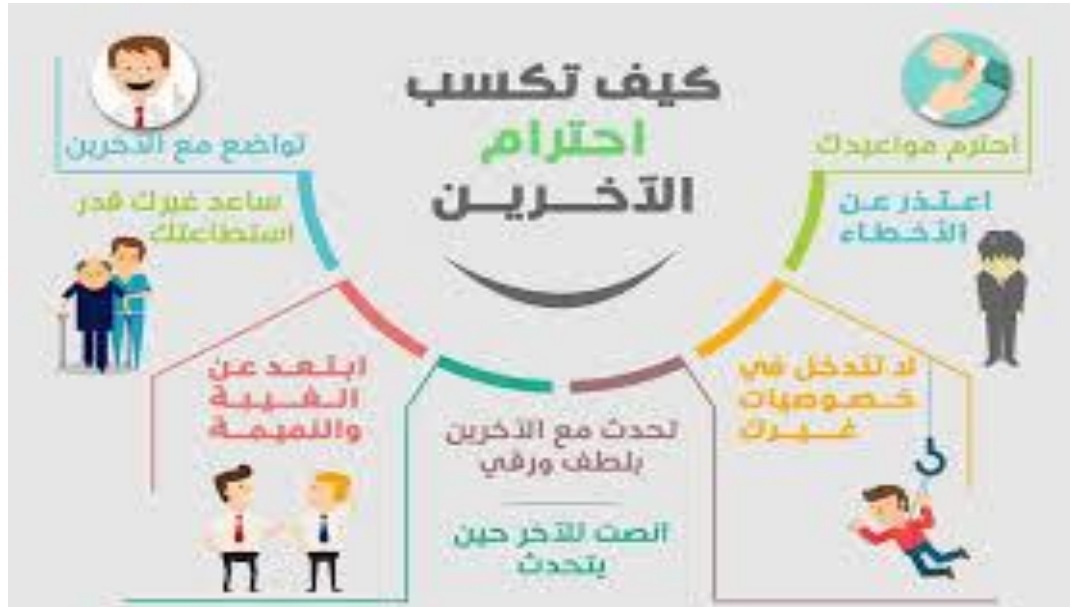 كيف تكسب
احترام
الآخرين
احترم مواعيدك
اعتذر عن
الأخطاء
لا تتدخل في
خصوصيات
غيرك
تحدث مع الآخرين
بلطف ورقي
انصت للآخر حين
يتحدث
ابتعد عن
الغيبة
والنميمة
ساعد غيرك قدر
استطاعتك
تواضع مع الآخرين